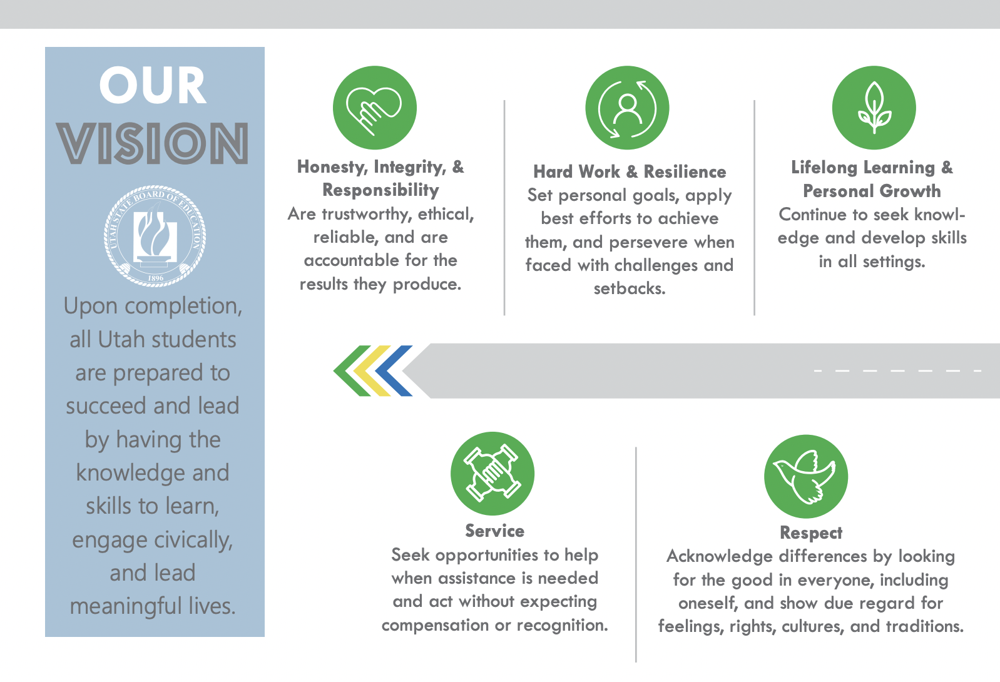 OUR
VISION
UTAH STATE BOARD OF EDUCATION
1896
Upon completion,
all Utah students
are prepared to
succeed and lead
by having the
knowledge and
skills to learn,
engage civically,
and lead
meaningful lives.
Honesty, Integrity, &
Responsibility
Are trustworthy, ethical,
reliable, and are
accountable for the
results they produce.
Hard Work & Resilience
Set personal goals, apply
best efforts to achieve
them, and persevere when
faced with challenges and
setbacks.
Lifelong Learning &
Personal Growth
Continue to seek knowl-
edge and develop skills
in all settings.
Service
Seek opportunities to help
when assistance is needed
and act without expecting
compensation or recognition.
Respect
Acknowledge differences by looking
for the good in everyone, including
oneself, and show due regard for
feelings, rights, cultures, and traditions.